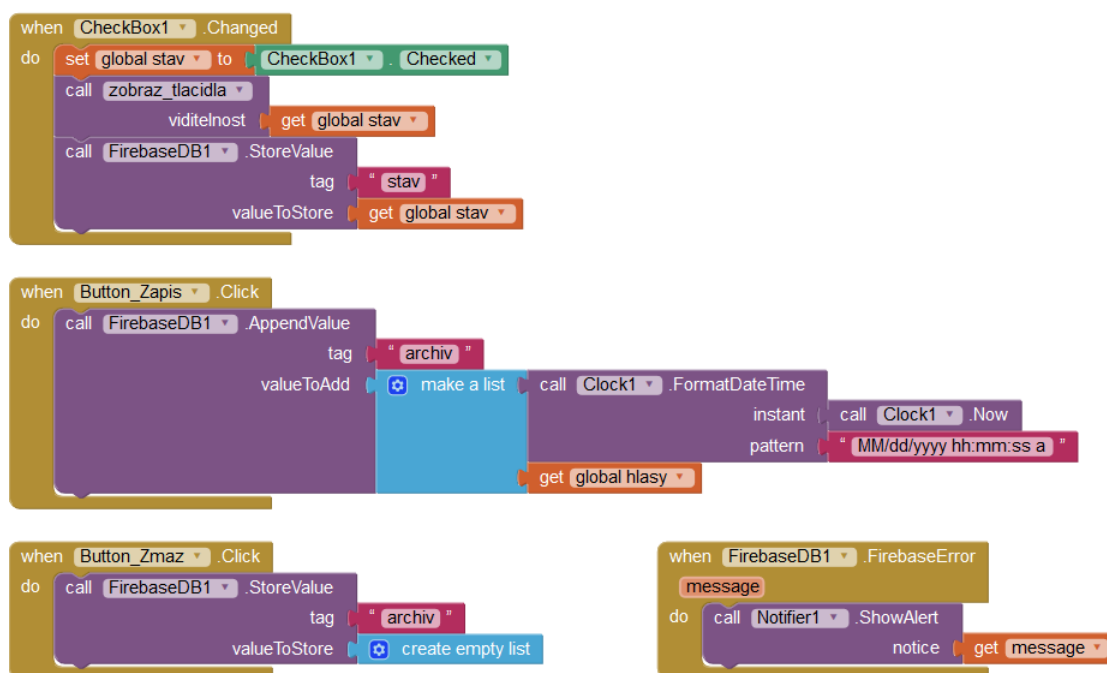 when CheckBox1 .Changed
do set global stav to CheckBox1 . Checked
call zobraz_tlacidla
viditelnost get global stav
call FirebaseDB1 .StoreValue
tag " stav "
valueToStore get global stav
when Button_Zapis .Click
do call FirebaseDB1 .AppendValue
tag " archiv "
valueToAdd make a list call Clock1 .FormatDateTime
instant call Clock1 .Now
pattern " MM/dd/yyyy hh:mm:ss a "
get global hlasy
when Button_Zmaz .Click
do call FirebaseDB1 .StoreValue
tag " archiv "
valueToStore create empty list
when FirebaseDB1 .FirebaseError
message
do call Notifier1 .ShowAlert
notice get message